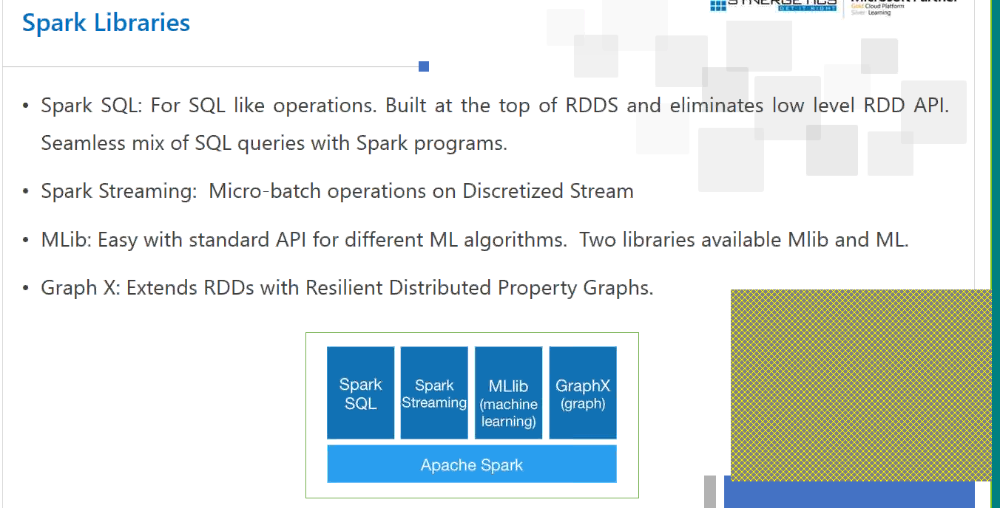 Spark Libraries
SYNERGETICS
GET IT RIGHT
Microsoft Partner
Gold Cloud Platform
Silver Learning
• Spark SQL: For SQL like operations. Built at the top of RDDS and eliminates low level RDD API.
Seamless mix of SQL queries with Spark programs.
• Spark Streaming:  Micro-batch operations on Discretized Stream
• MLib: Easy with standard API for different ML algorithms.  Two libraries available Mlib and ML.
• Graph X: Extends RDDs with Resilient Distributed Property Graphs.
Spark
SQL
Spark
Streaming
MLlib
(machine
learning)
GraphX
(graph)
Apache Spark